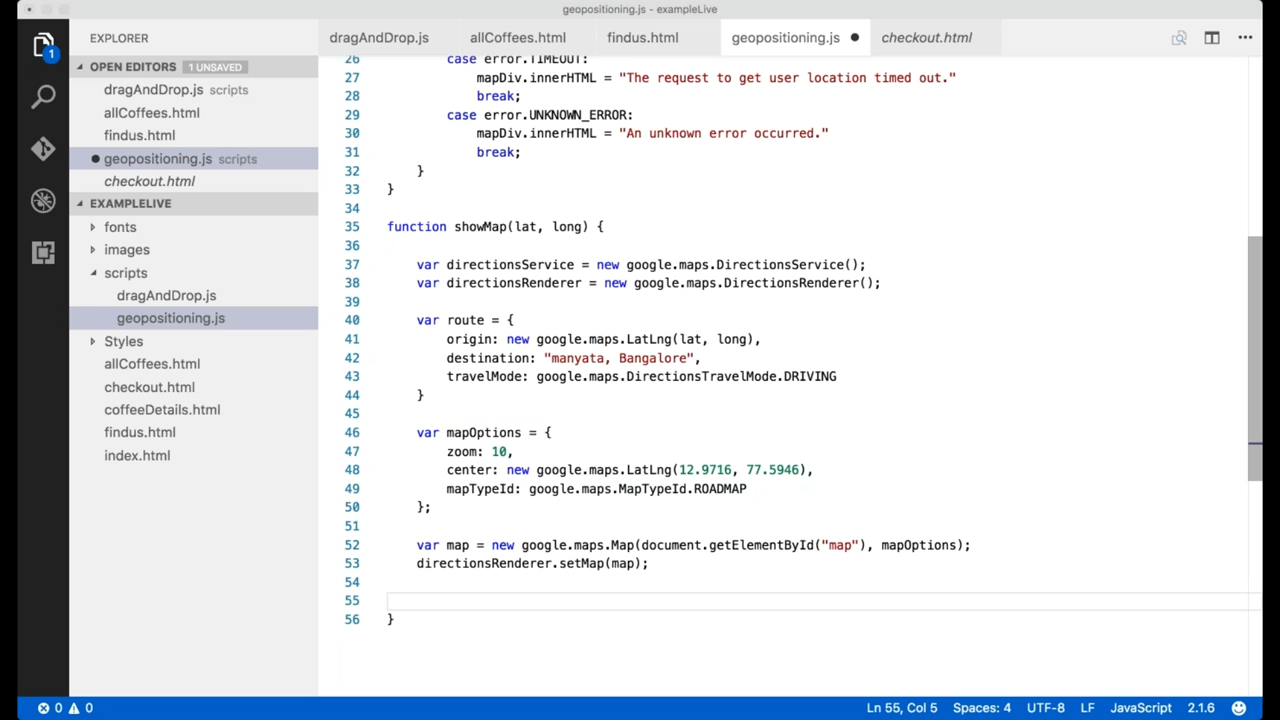 geopositioning.js - exampleLive
EXPLORER
dragAndDrop.js allCoffees.html findus.html geopositioning.js checkout.html
OPEN EDITORS 1 UNSAVED
dragAndDrop.js scripts
allCoffees.html
findus.html
geopositioning.js scripts
checkout.html
EXAMPLELIVE
fonts
images
scripts
dragAndDrop.js
geopositioning.js
Styles
allCoffees.html
checkout.html
coffeeDetails.html
findus.html
index.html
1
26 case error.TIMEOUT:
27 mapDiv.innerHTML = "The request to get user location timed out."
28 break;
29 case error.UNKNOWN_ERROR:
30 mapDiv.innerHTML = "An unknown error occurred."
31 break;
32 }
33 }
34
35 function showMap(lat, long) {
36
37 var directionsService = new google.maps.DirectionsService();
38 var directionsRenderer = new google.maps.DirectionsRenderer();
39
40 var route = {
41 origin: new google.maps.LatLng(lat, long),
42 destination: "manyata, Bangalore",
43 travelMode: google.maps.DirectionsTravelMode.DRIVING
44 }
45
46 var mapOptions = {
47 zoom: 10,
48 center: new google.maps.LatLng(12.9716, 77.5946),
49 mapTypeId: google.maps.MapTypeId.ROADMAP
50 };
51
52 var map = new google.maps.Map(document.getElementById("map"), mapOptions);
53 directionsRenderer.setMap(map);
54
55
56 }
0 0 Ln 55, Col 5 Spaces: 4 UTF-8 LF JavaScript 2.1.6